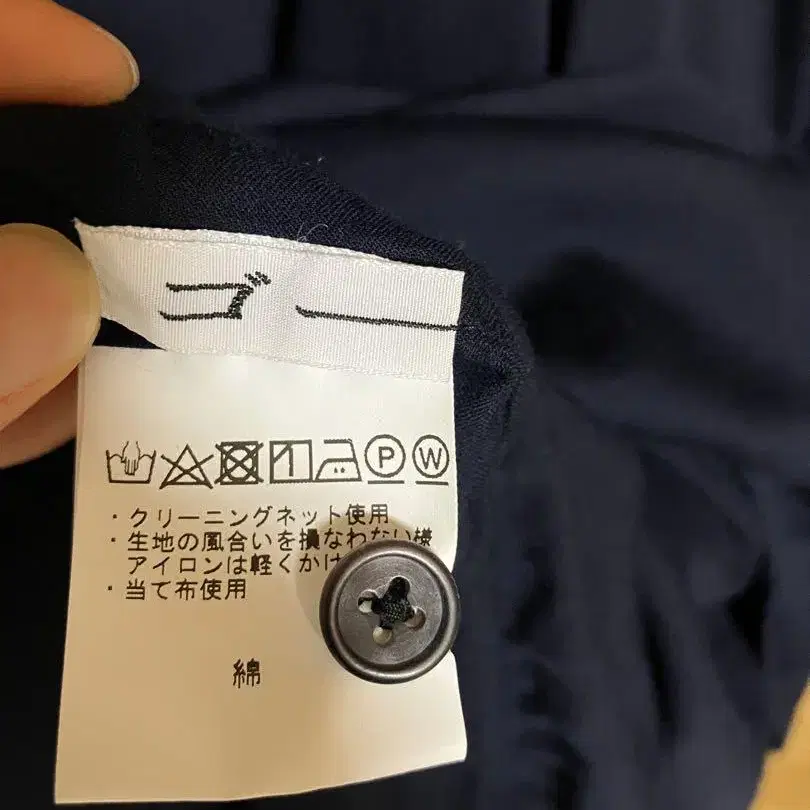 ゴー
P W
・クリーニングネット使用
・生地の風合いを損なわない様
アイロンは軽くかけ
・当て布使用
綿